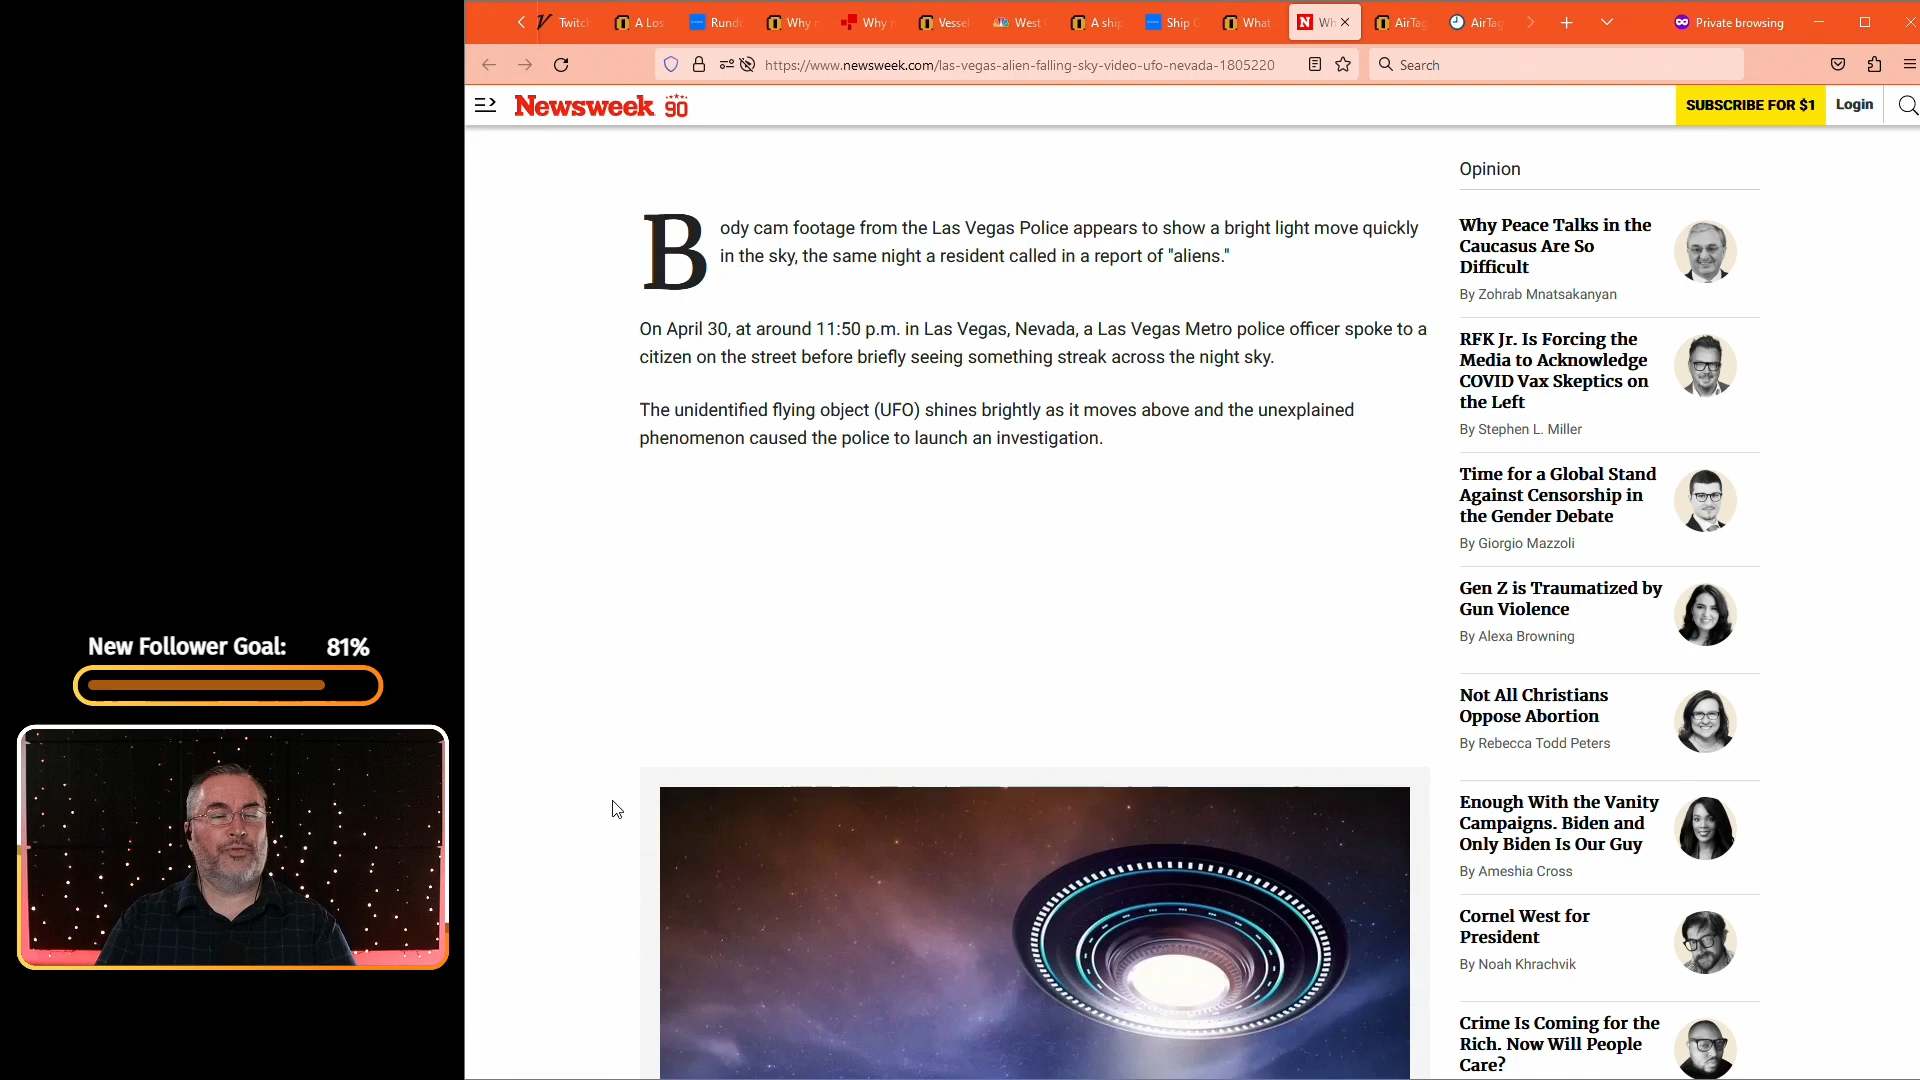 Twitch
A Los
Rund
Why
Why
Vessel
West
A ship
Ship
What
Wh
AirTag
AirTag
Private browsing
https://www.newsweek.com/las-vegas-alien-falling-sky-video-ufo-nevada-1805220
Search
Newsweek 90
SUBSCRIBE FOR $1
Login
Body cam footage from the Las Vegas Police appears to show a bright light move quickly
in the sky, the same night a resident called in a report of "aliens."
On April 30, at around 11:50 p.m. in Las Vegas, Nevada, a Las Vegas Metro police officer spoke to a
citizen on the street before briefly seeing something streak across the night sky.
The unidentified flying object (UFO) shines brightly as it moves above and the unexplained
phenomenon caused the police to launch an investigation.
Opinion
Why Peace Talks in the
Caucasus Are So
Difficult
By Zohrab Mnatsakanyan
RFK Jr. Is Forcing the
Media to Acknowledge
COVID Vax Skeptics on
the Left
By Stephen L. Miller
Time for a Global Stand
Against Censorship in
the Gender Debate
By Giorgio Mazzoli
Gen Z is Traumatized by
Gun Violence
By Alexa Browning
Not All Christians
Oppose Abortion
By Rebecca Todd Peters
Enough With the Vanity
Campaigns. Biden and
Only Biden Is Our Guy
By Ameshia Cross
Cornel West for
President
By Noah Khrachvik
Crime Is Coming for the
Rich. Now Will People
Care?
New Follower Goal: 81%